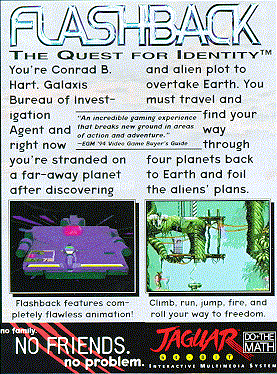 FLASHBACK
THE QUEST FOR IDENTITY™
You're Conrad B.
Hart. Galaxis
Bureau of Invest-
igation
Agent and
right now
you're stranded on
a far-away planet
after discovering
and alien plot to
overtake Earth. You
must travel and
find your
way
through
four planets back
to Earth and foil
the aliens' plans.
"An incredible gaming experience
that breaks new ground in areas
of action and adventure."
—EGM '94 Video Game Buyer's Guide
Flashback features com-
pletely flawless animation!
Climb, run, jump, fire, and
roll your way to freedom.
no family.
NO FRIENDS.
no problem.
JAGUAR
64-BIT
INTERACTIVE MULTIMEDIA SYSTEM
DO THE
MATH